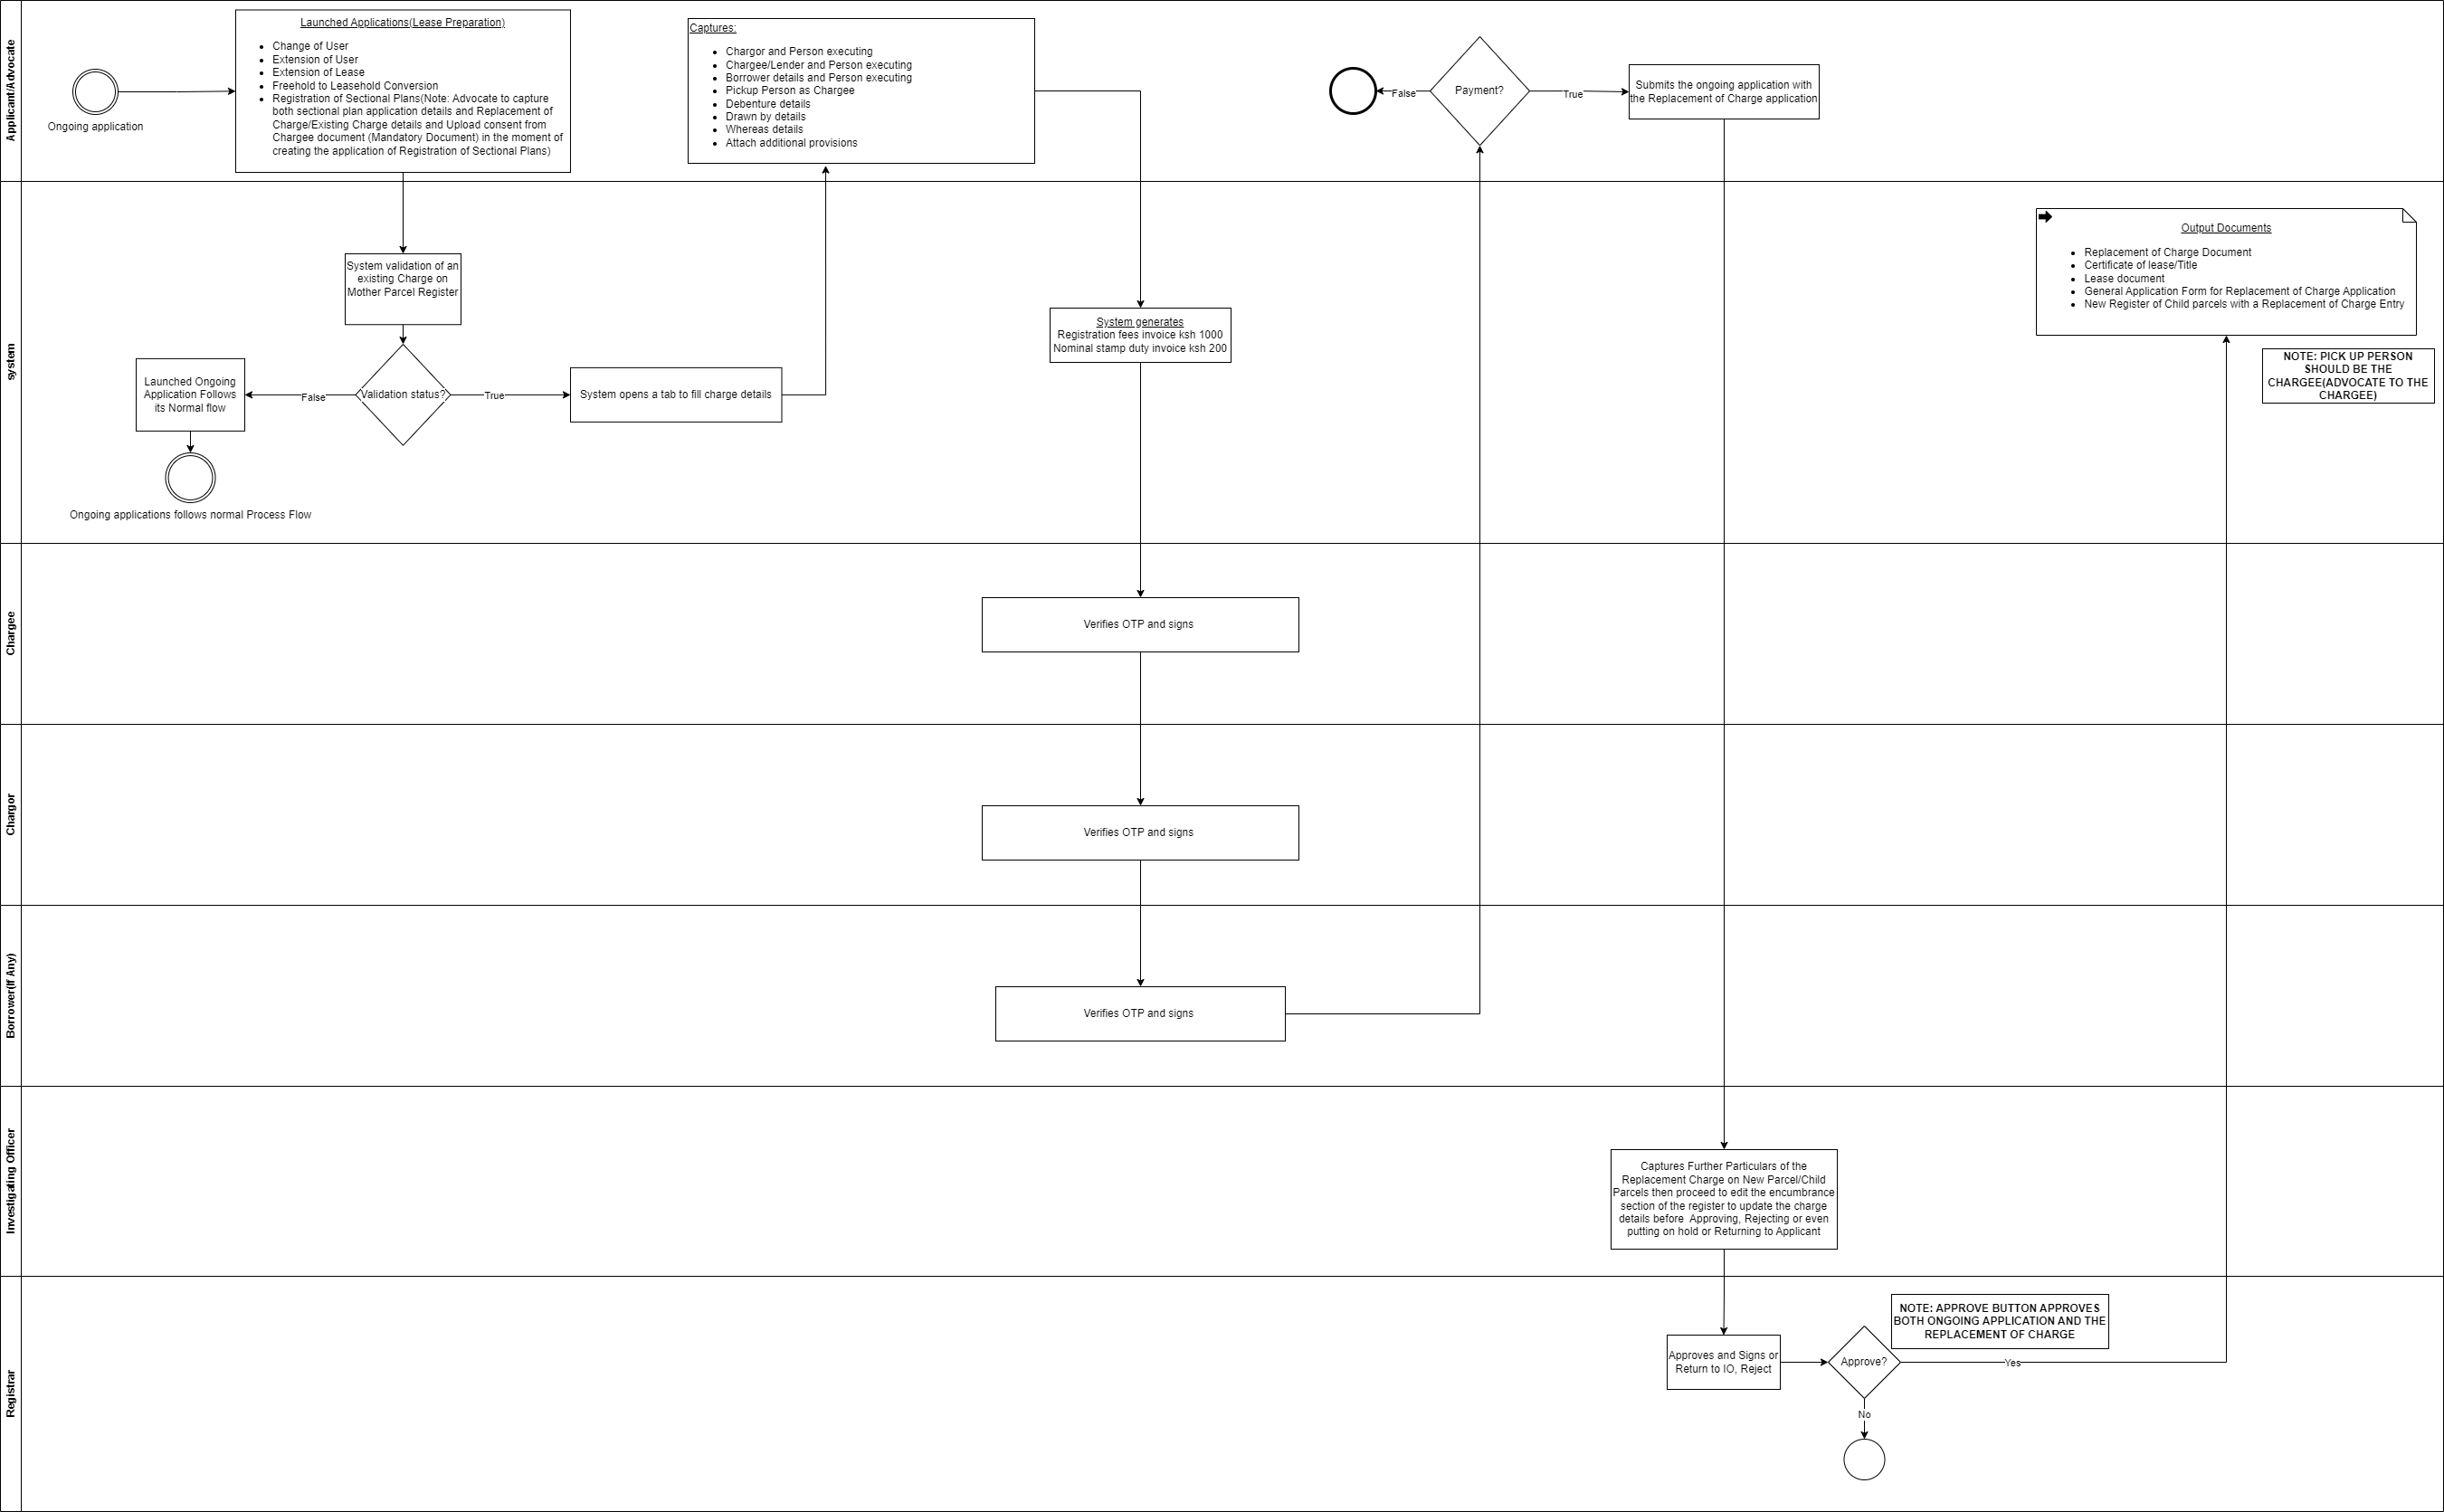 Applicant/Advocate
Ongoing application
Launched Applications(Lease Preparation)
Change of User
Extension of User
Extension of Lease
Freehold to Leasehold Conversion
Registration of Sectional Plans(Note: Advocate to capture
both sectional plan application details and Replacement of
Charge/Existing Charge details and Upload consent from
Chargee document (Mandatory Document) in the moment of
creating the application of Registration of Sectional Plans)
Captures:
Chargor and Person executing
Chargee/Lender and Person executing
Borrower details and Person executing
Pickup Person as Chargee
Debenture details
Drawn by details
Whereas details
Attach additional provisions
False
Payment?
True
Submits the ongoing application with
the Replacement of Charge application
system
System validation of an
existing Charge on
Mother Parcel Register
Launched Ongoing
Application Follows
its Normal flow
False
Validation status?
True
System opens a tab to fill charge details
Ongoing applications follows normal Process Flow
System generates
Registration fees invoice ksh 1000
Nominal stamp duty invoice ksh 200
Output Documents
Replacement of Charge Document
Certificate of lease/Title
Lease document
General Application Form for Replacement of Charge Application
New Register of Child parcels with a Replacement of Charge Entry
NOTE: PICK UP PERSON
SHOULD BE THE
CHARGEE(ADVOCATE TO THE
CHARGEE)
Chargee
Verifies OTP and signs
Chargor
Verifies OTP and signs
Borrower(If Any)
Verifies OTP and signs
Investigating Officer
Captures Further Particulars of the
Replacement Charge on New Parcel/Child
Parcels then proceed to edit the encumbrance
section of the register to update the charge
details before  Approving, Rejecting or even
putting on hold or Returning to Applicant
Registrar
Approves and Signs or
Return to IO, Reject
Approve?
NOTE: APPROVE BUTTON APPROVES
BOTH ONGOING APPLICATION AND THE
REPLACEMENT OF CHARGE
Yes
No